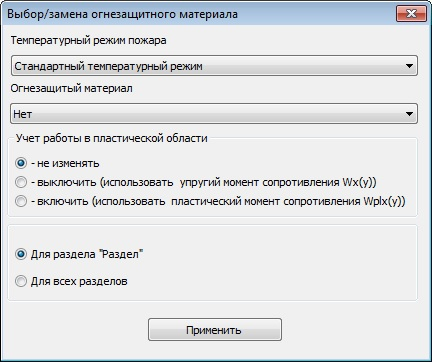 Выбор/замена огнезащитного материала
Температурный режим пожара
Стандартный температурный режим
Огнезащитый материал
Нет
Учет работы в пластической области
- не изменять
- выключить (использовать упругий момент сопротивления Wx(y))
- включить (использовать пластический момент сопротивления Wplx(y))
Для раздела "Раздел"
Для всех разделов
Применить